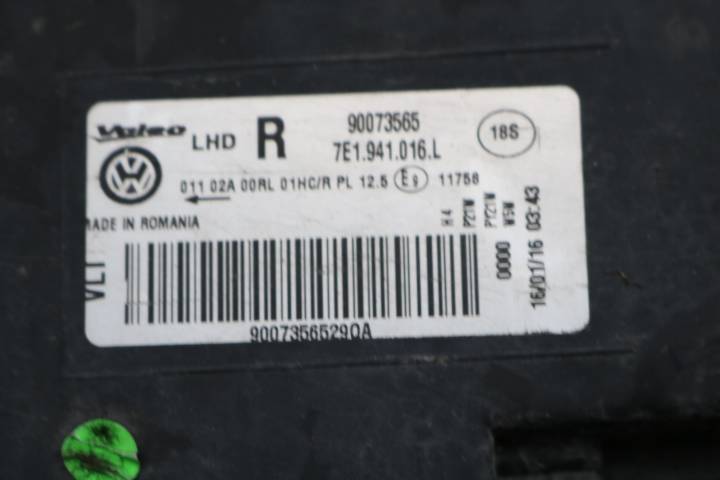 Valeo LHD R 90073565 18S
7E1.941.016.L
011 02A 00RL 01HC/R PL 12.5 E9 11756
MADE IN ROMANIA
H4
P21W
PY21W
W5W
0000
16/01/16 03:43
VLT
90073565290A